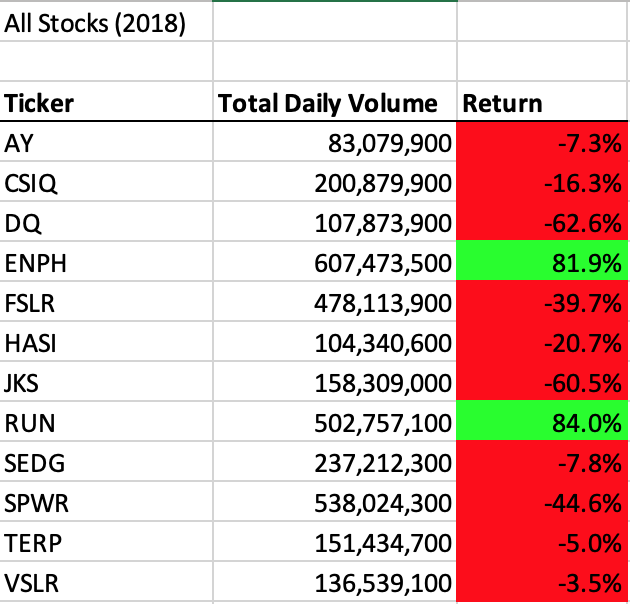 All Stocks (2018)
Ticker Total Daily Volume Return
AY 83,079,900 -7.3%
CSIQ 200,879,900 -16.3%
DQ 107,873,900 -62.6%
ENPH 607,473,500 81.9%
FSLR 478,113,900 -39.7%
HASI 104,340,600 -20.7%
JKS 158,309,000 -60.5%
RUN 502,757,100 84.0%
SEDG 237,212,300 -7.8%
SPWR 538,024,300 -44.6%
TERP 151,434,700 -5.0%
VSLR 136,539,100 -3.5%